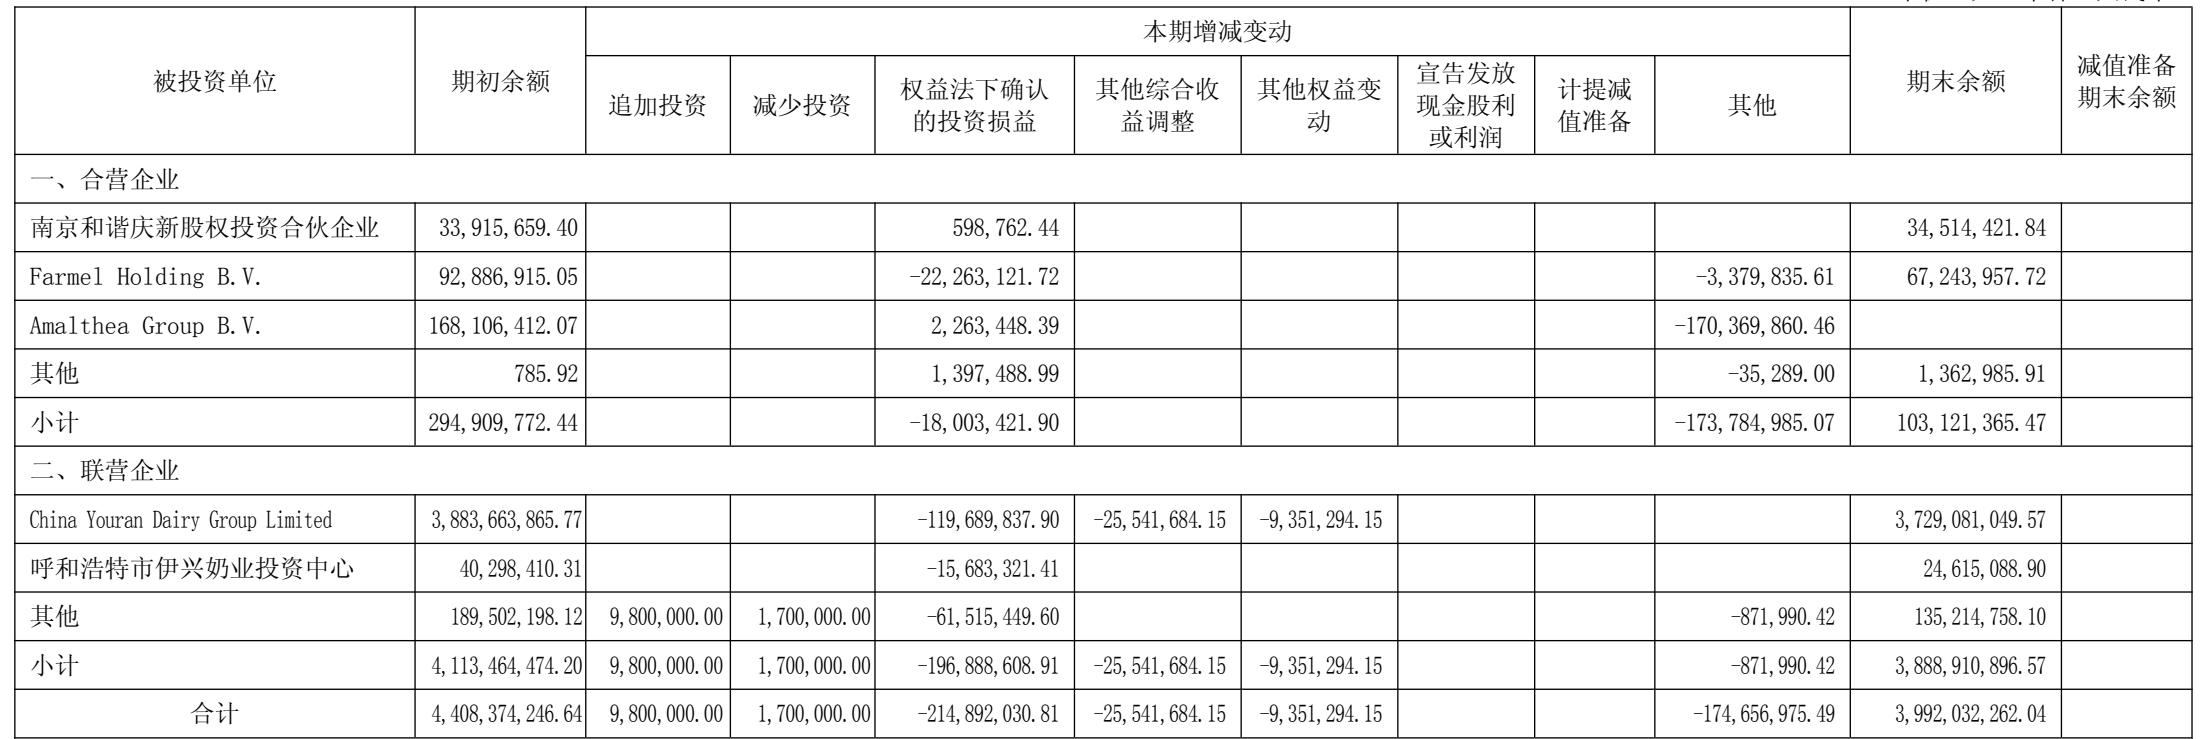 本期增减变动
被投资单位 期初余额 追加投资 减少投资 权益法下确认的投资损益 其他综合收益调整 其他权益变动 宣告发放现金股利或利润 计提减值准备 其他 期末余额 减值准备期末余额
一、合营企业
南京和谐庆新股权投资合伙企业 33,915,659.40 598,762.44 34,514,421.84
Farmel Holding B.V. 92,886,915.05 -22,263,121.72 -3,379,835.61 67,243,957.72
Amalthea Group B.V. 168,106,412.07 2,263,448.39 -170,369,860.46
其他 785.92 1,397,488.99 -35,289.00 1,362,985.91
小计 294,909,772.44 -18,003,421.90 -173,784,985.07 103,121,365.47
二、联营企业
China Youran Dairy Group Limited 3,883,663,865.77 -119,689,837.90 -25,541,684.15 -9,351,294.15 3,729,081,049.57
呼和浩特市伊兴奶业投资中心 40,298,410.31 -15,683,321.41 24,615,088.90
其他 189,502,198.12 9,800,000.00 1,700,000.00 -61,515,449.60 -871,990.42 135,214,758.10
小计 4,113,464,474.20 9,800,000.00 1,700,000.00 -196,888,608.91 -25,541,684.15 -9,351,294.15 -871,990.42 3,888,910,896.57
合计 4,408,374,246.64 9,800,000.00 1,700,000.00 -214,892,030.81 -25,541,684.15 -9,351,294.15 -174,656,975.49 3,992,032,262.04